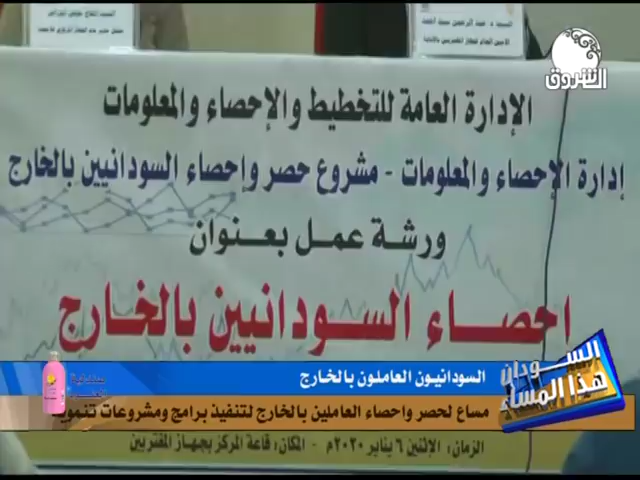 الشروق
الإدارة العامة للتخطيط والإحصاء والمعلومات
إدارة الإحصاء والمعلومات - مشروع حصر وإحصاء السودانيين بالخارج
ورشة عمل بعنوان
احصاء السودانيين بالخارج
السودان هذا المساء
السودانيون العاملون بالخارج
مساع لحصر واحصاء العاملين بالخارج لتنفيذ برامج ومشروعات تنموية
الزمان: الإثنين ٦ يناير ٢٠٢٠م - المكان: قاعة المركز بجهاز المغتربين